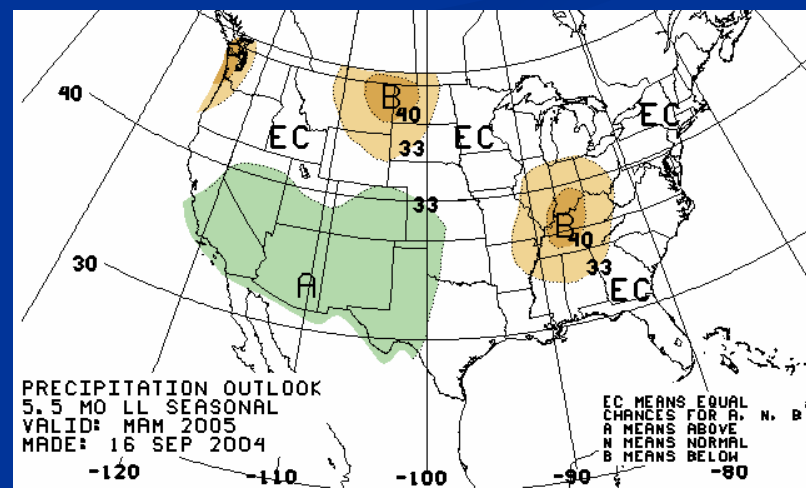 B
40
B
40
33
EC
EC
EC
33
B
40
33
EC
A
30
PRECIPITATION OUTLOOK
5.5 MO LL SEASONAL
VALID: MAM 2005
MADE: 16 SEP 2004
EC MEANS EQUAL
CHANCES FOR A, N, B
A MEANS ABOVE
N MEANS NORMAL
B MEANS BELOW
-120
-110
-100
-90
-80